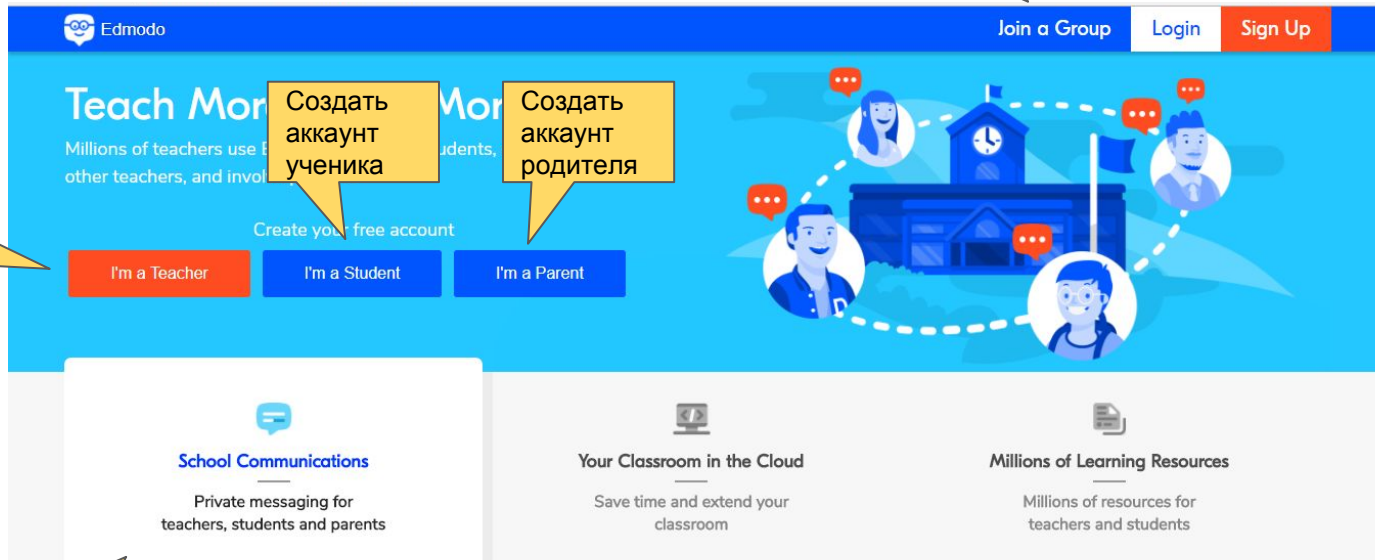 Edmodo
Join a Group
Login
Sign Up
Teach Mor
Mor
Создать
аккаунт
ученика
Создать
аккаунт
родителя
Millions of teachers use
udents,
other teachers, and
Create your free account
I'm a Teacher
I'm a Student
I'm a Parent
School Communications
Private messaging for
teachers, students and parents
Your Classroom in the Cloud
Save time and extend your
classroom
Millions of Learning Resources
Millions of resources for
teachers and students